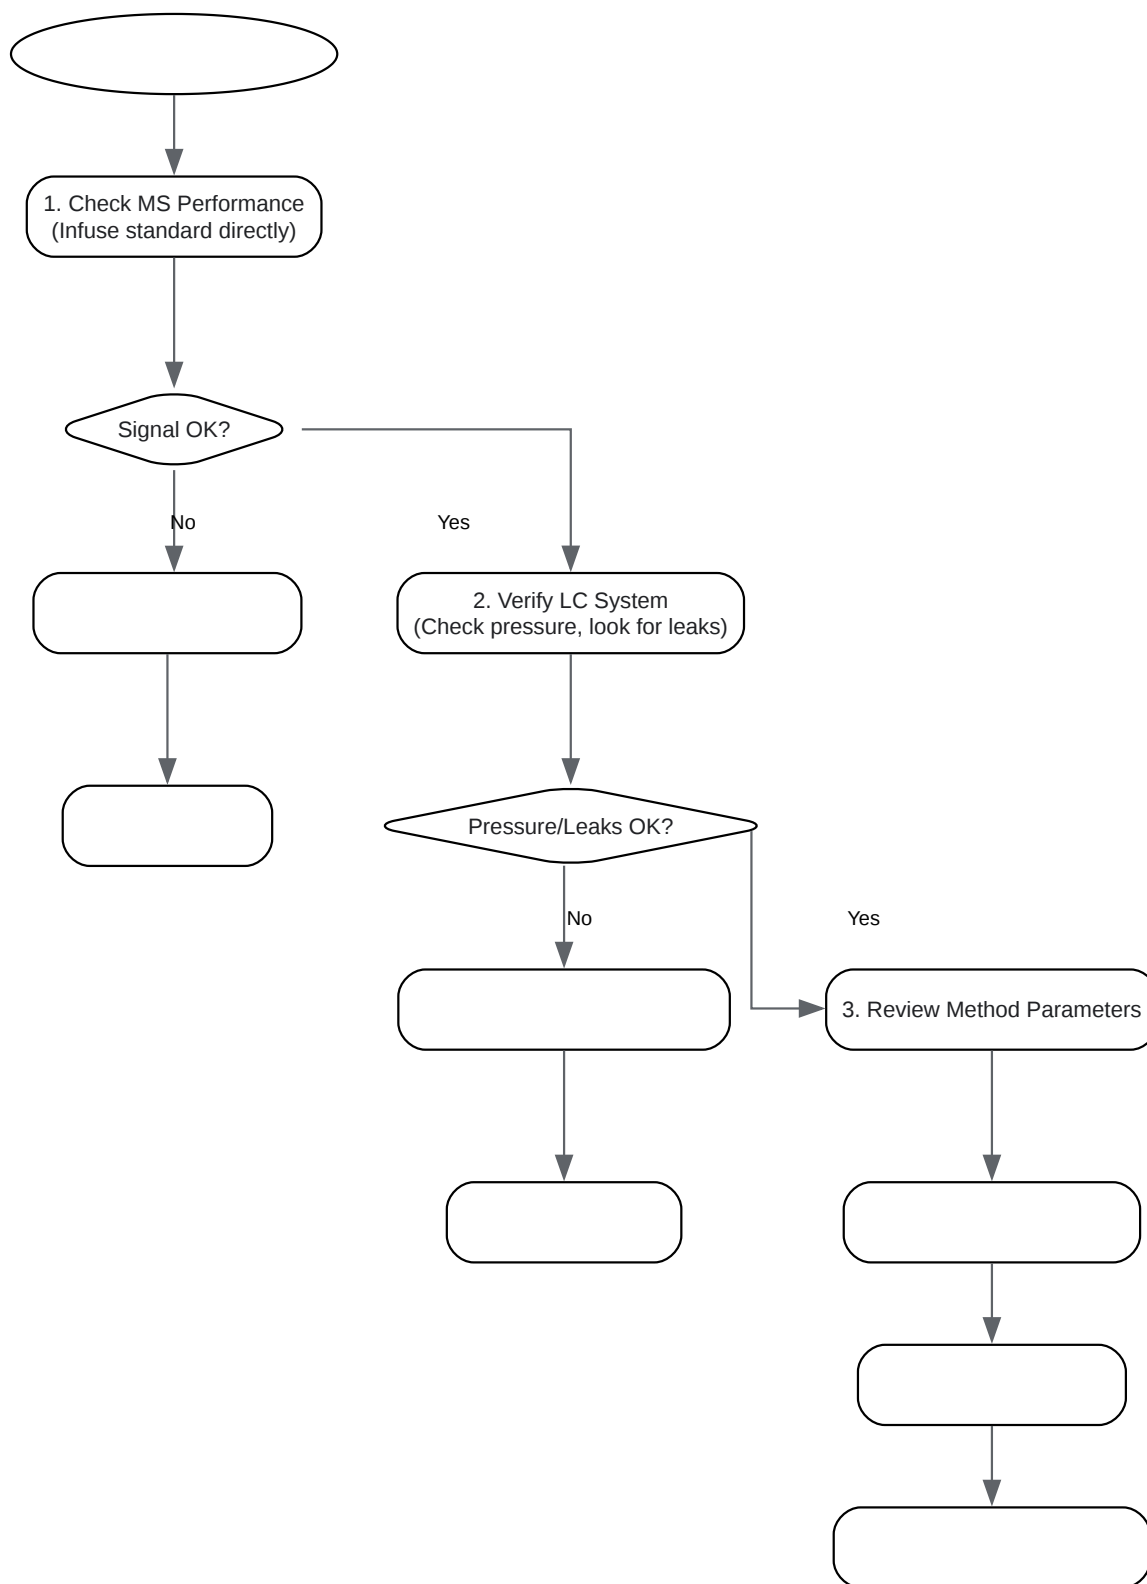 1. Check MS Performance
(Infuse standard directly)
Signal OK?
No
Yes
2. Verify LC System
(Check pressure, look for leaks)
Pressure/Leaks OK?
No
Yes
3. Review Method Parameters